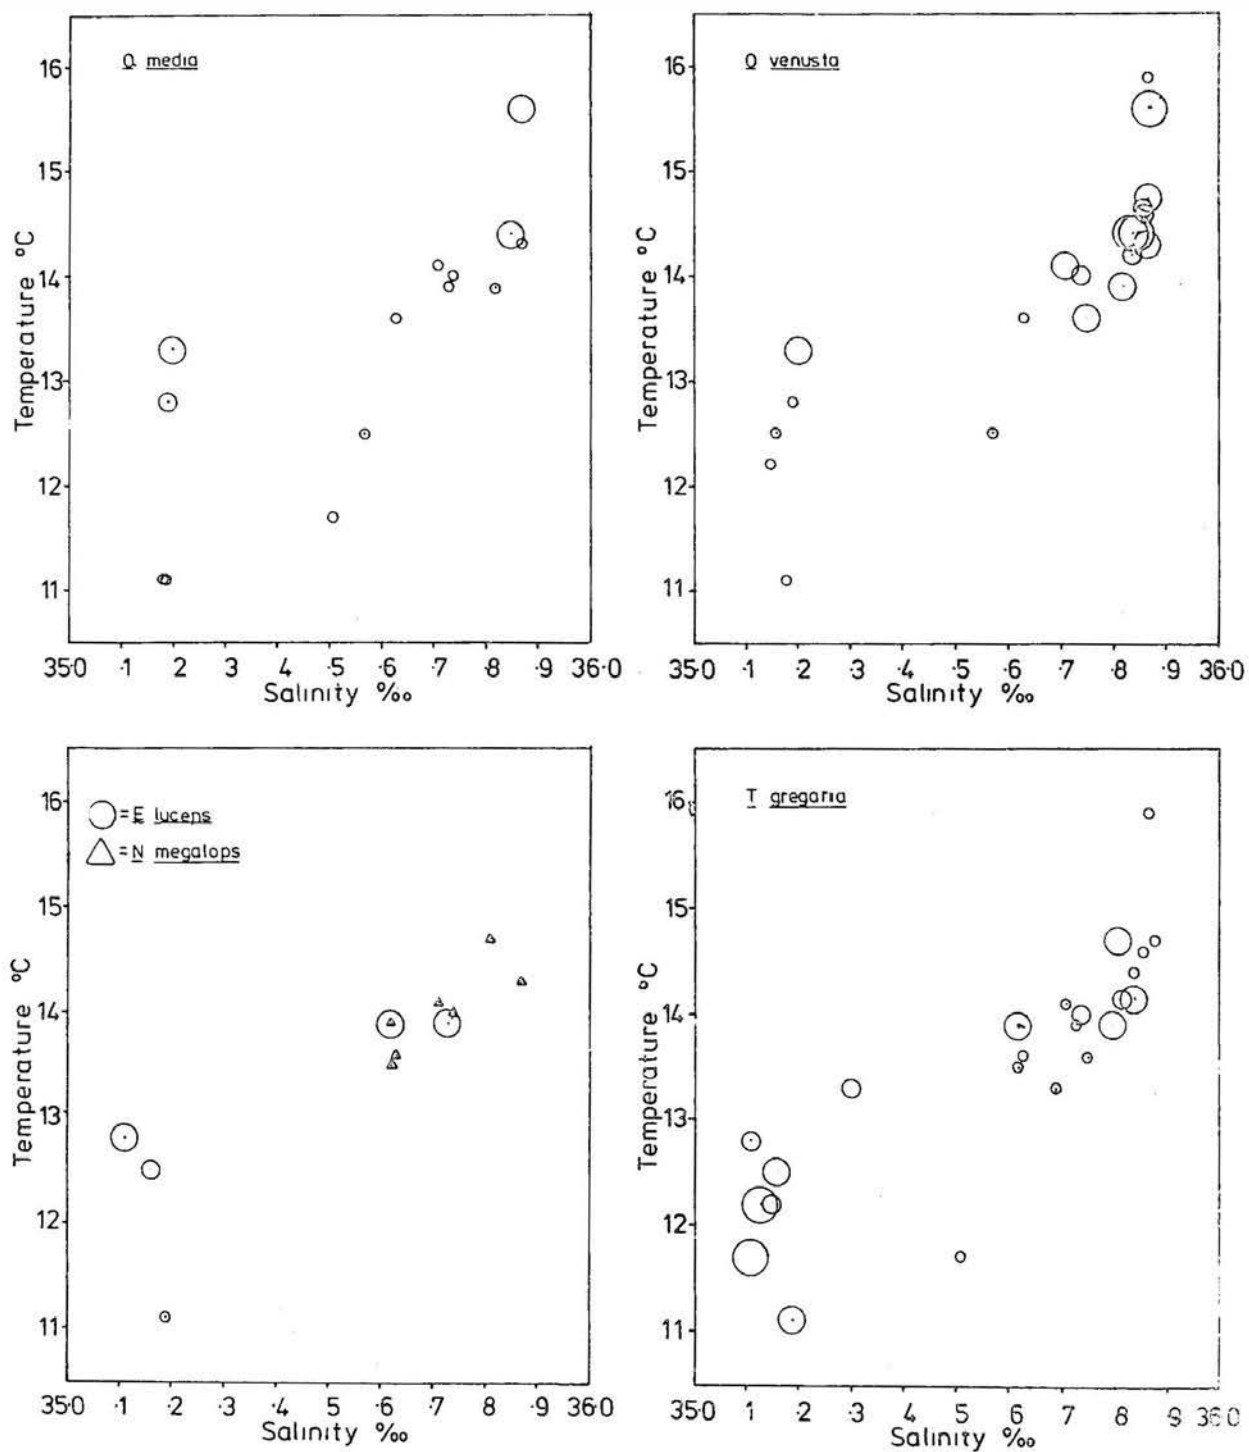 O media
16
15
14
13
12
11
Temperature °C
35·0 ·1 ·2 ·3 ·4 ·5 ·6 ·7 ·8 ·9 36·0
Salinity ‰
O venusta
16
15
14
13
12
11
Temperature °C
35·0 ·1 ·2 ·3 ·4 ·5 ·6 ·7 ·8 ·9 36·0
Salinity ‰
= E lucens
= N megalops
16
15
14
13
12
11
Temperature °C
35·0 ·1 ·2 ·3 ·4 ·5 ·6 ·7 ·8 ·9 36·0
Salinity ‰
T gregaria
16
15
14
13
12
11
Temperature °C
35·0 ·1 ·2 ·3 ·4 ·5 ·6 ·7 ·8 ·9 36·0
Salinity ‰